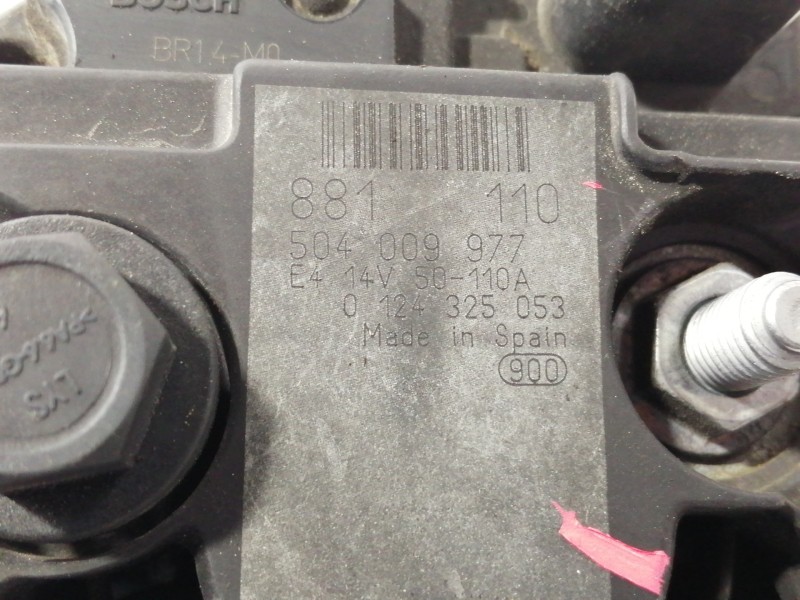 BOSCH
BR14-M0
881 110
504 009 977
E4 14V 50-110A
0 124 325 053
Made in Spain
900